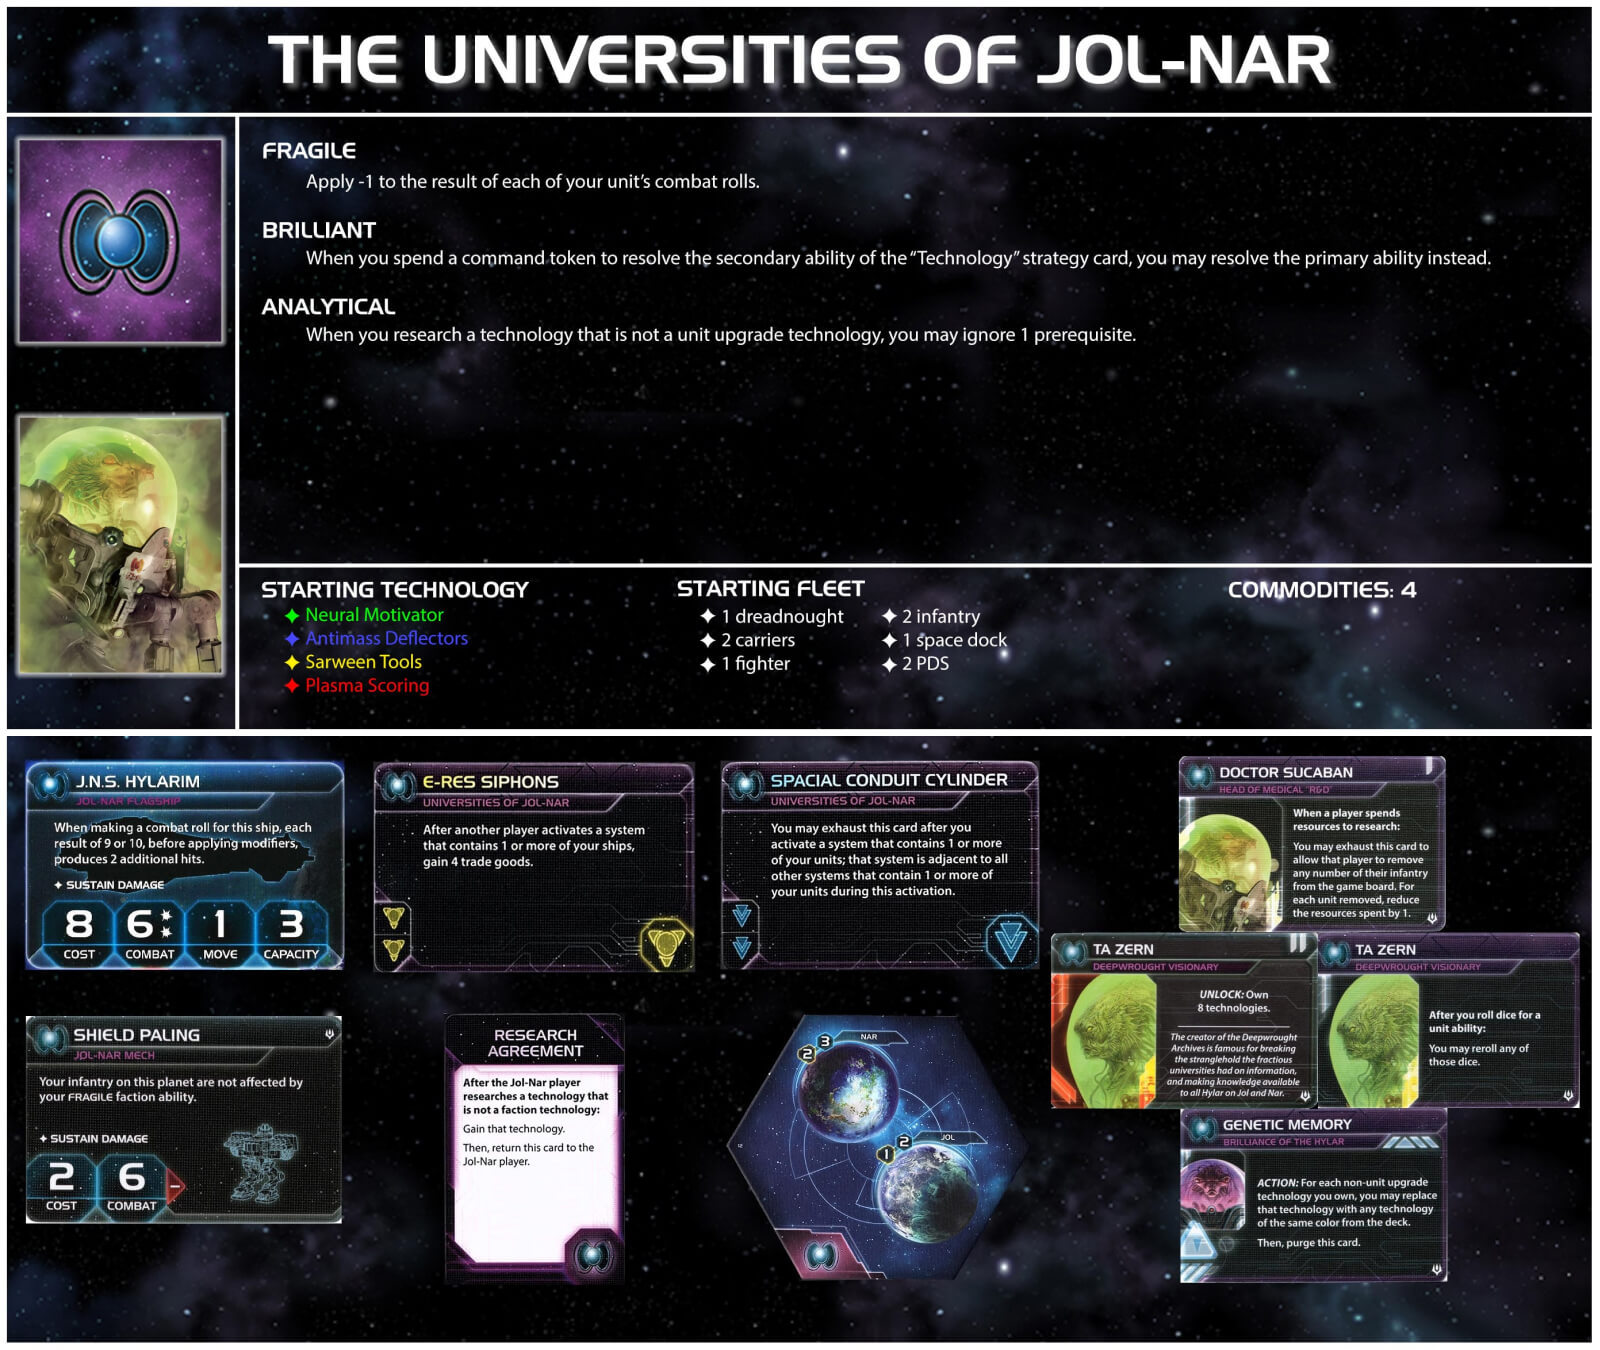 THE UNIVERSITIES OF JOL-NAR
FRAGILE
Apply -1 to the result of each of your unit's combat rolls.
BRILLIANT
When you spend a command token to resolve the secondary ability of the "Technology" strategy card, you may resolve the primary ability instead.
ANALYTICAL
When you research a technology that is not a unit upgrade technology, you may ignore 1 prerequisite.
STARTING TECHNOLOGY
Neural Motivator
Antimass Deflectors
Sarween Tools
Plasma Scoring
STARTING FLEET
1 dreadnought
2 carriers
1 fighter
2 infantry
1 space dock
2 PDS
COMMODITIES: 4
J.N.S. HYLARIM
JOL-NAR FLAGSHIP
When making a combat roll for this ship, each
result of 9 or 10, before applying modifiers,
produces 2 additional hits.
SUSTAIN DAMAGE
8 6 1 3
COST COMBAT MOVE CAPACITY
E-RES SIPHONS
UNIVERSITIES OF JOL-NAR
After another player activates a system
that contains 1 or more of your ships,
gain 4 trade goods.
SPACIAL CONDUIT CYLINDER
UNIVERSITIES OF JOL-NAR
You may exhaust this card after you
activate a system that contains 1 or more
of your units; that system is adjacent to all
other systems that contain 1 or more of
your units during this activation.
DOCTOR SUCABAN
HEAD OF MEDICAL "R&D"
When a player spends
resources to research:
You may exhaust this card to
allow that player to remove
any number of their infantry
from the game board. For
each unit removed, reduce
the resources spent by 1.
TA ZERN
DEEPWROUGHT VISIONARY
UNLOCK: Own
8 technologies.
The creator of the Deepwrought
Archives is famous for breaking
the stranglehold the fractious
universities had on information,
and making knowledge available
to all Hylar on Jol and Nar.
TA ZERN
DEEPWROUGHT VISIONARY
After you roll dice for a
unit ability:
You may reroll any of
those dice.
SHIELD PALING
JOL-NAR MECH
Your infantry on this planet are not affected by
your FRAGILE faction ability.
SUSTAIN DAMAGE
2 6 -
COST COMBAT
RESEARCH
AGREEMENT
After the Jol-Nar player
researches a technology that
is not a faction technology:
Gain that technology.
Then, return this card to the
Jol-Nar player.
NAR
2 3
JOL
1 2
12
GENETIC MEMORY
BRILLIANCE OF THE HYLAR
ACTION: For each non-unit upgrade
technology you own, you may replace
that technology with any technology
of the same color from the deck.
Then, purge this card.